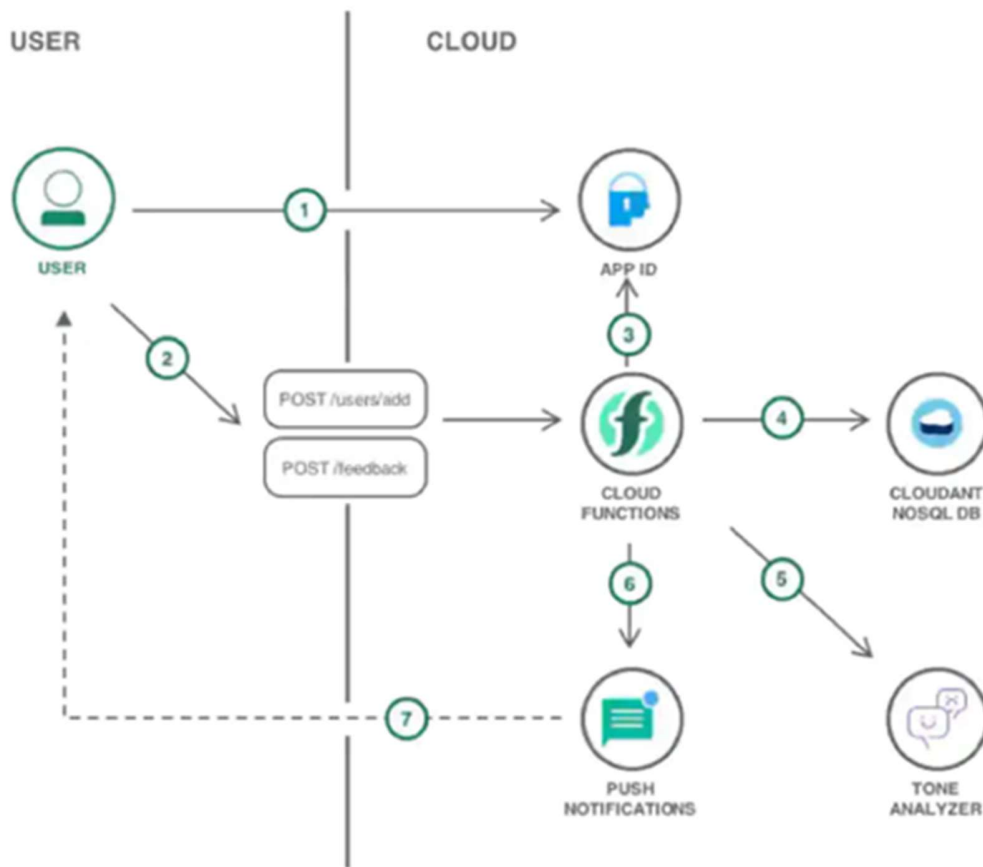 USER
CLOUD
1
USER
APP ID
3
2
POST /users/add
POST /feedback
4
CLOUD
FUNCTIONS
CLOUDANT
NOSQL DB
5
6
7
PUSH
NOTIFICATIONS
TONE
ANALYZER